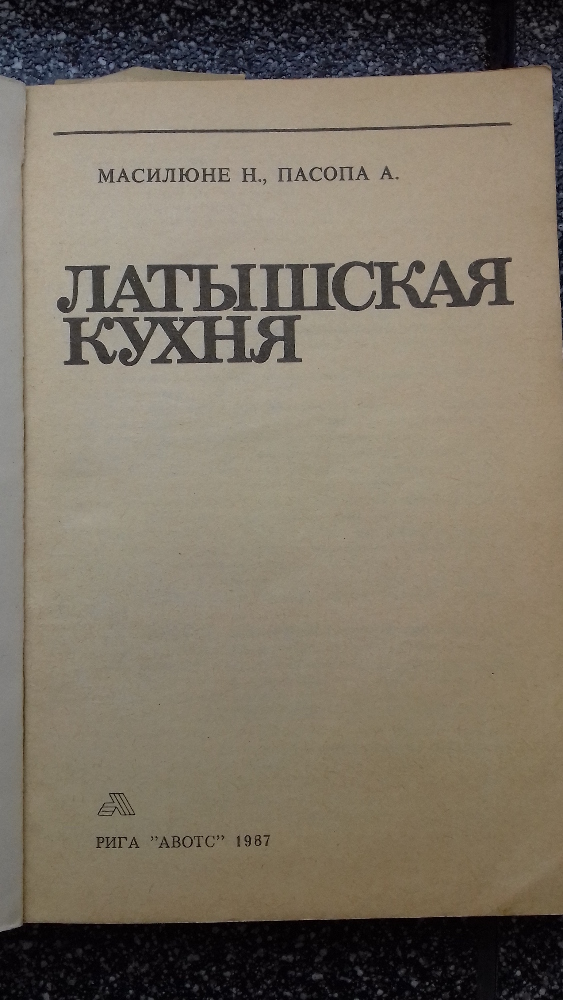 МАСИЛЮНЕ Н., ПАСОПА А.
ЛАТЫШСКАЯ
КУХНЯ
РИГА "АВОТС" 1987